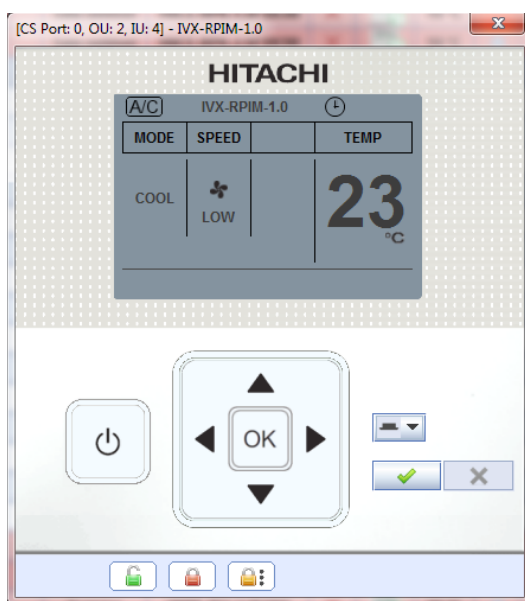 [CS Port: 0, OU: 2, IU: 4] - IVX-RPIM-1.0
HITACHI
A/C IVX-RPIM-1.0
MODE SPEED TEMP
COOL LOW 23 °C
OK